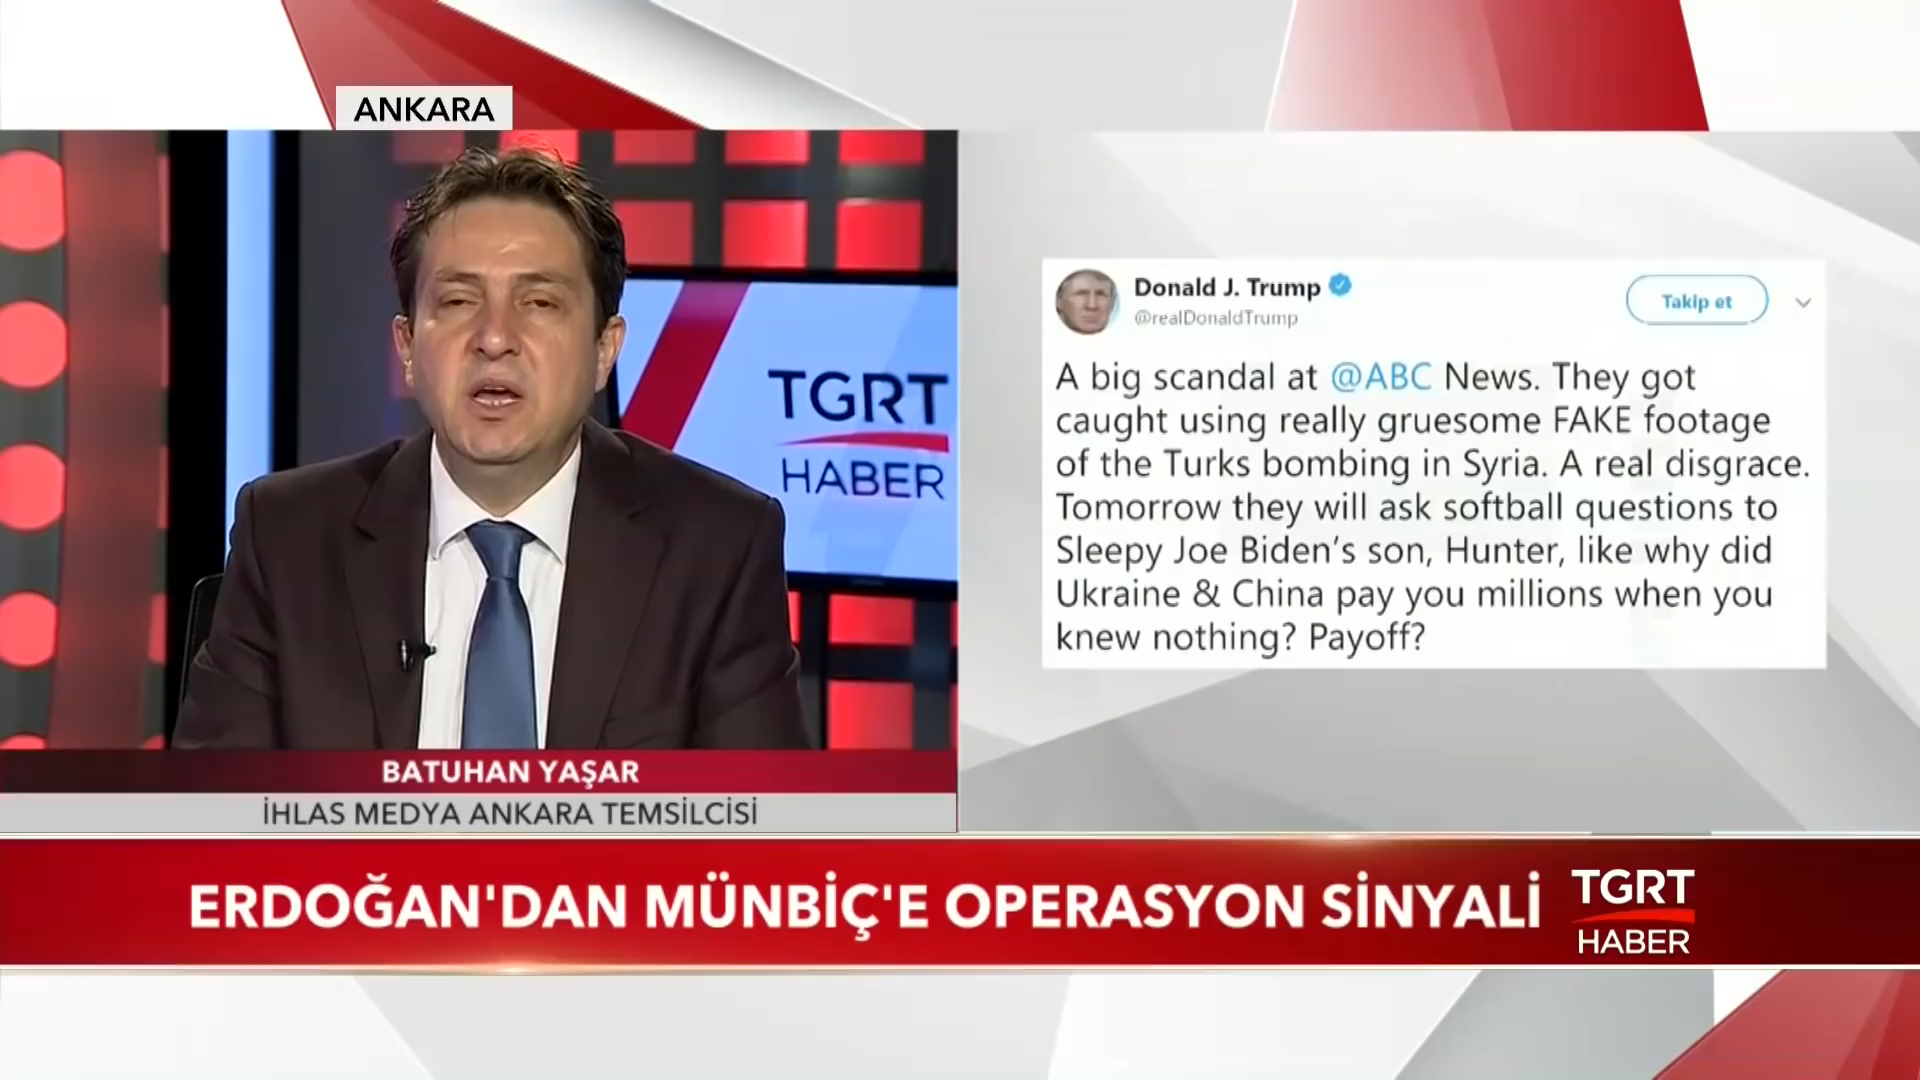 ANKARA
TGRT
HABER
Donald J. Trump
@realDonaldTrump
Takip et
A big scandal at @ABC News. They got
caught using really gruesome FAKE footage
of the Turks bombing in Syria. A real disgrace.
Tomorrow they will ask softball questions to
Sleepy Joe Biden's son, Hunter, like why did
Ukraine & China pay you millions when you
knew nothing? Payoff?
BATUHAN YAŞAR
İHLAS MEDYA ANKARA TEMSİLCİSİ
ERDOĞAN'DAN MÜNBİÇ'E OPERASYON SİNYALİ
TGRT
HABER